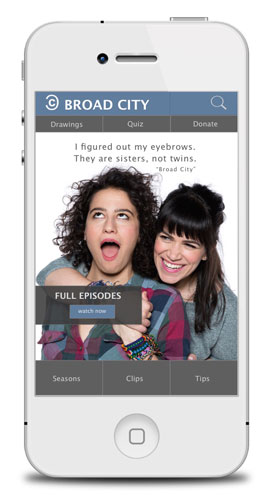 BROAD CITY
Drawings Quiz Donate
I figured out my eyebrows.
They are sisters, not twins.
"Broad City"
FULL EPISODES
watch now
Seasons Clips Tips